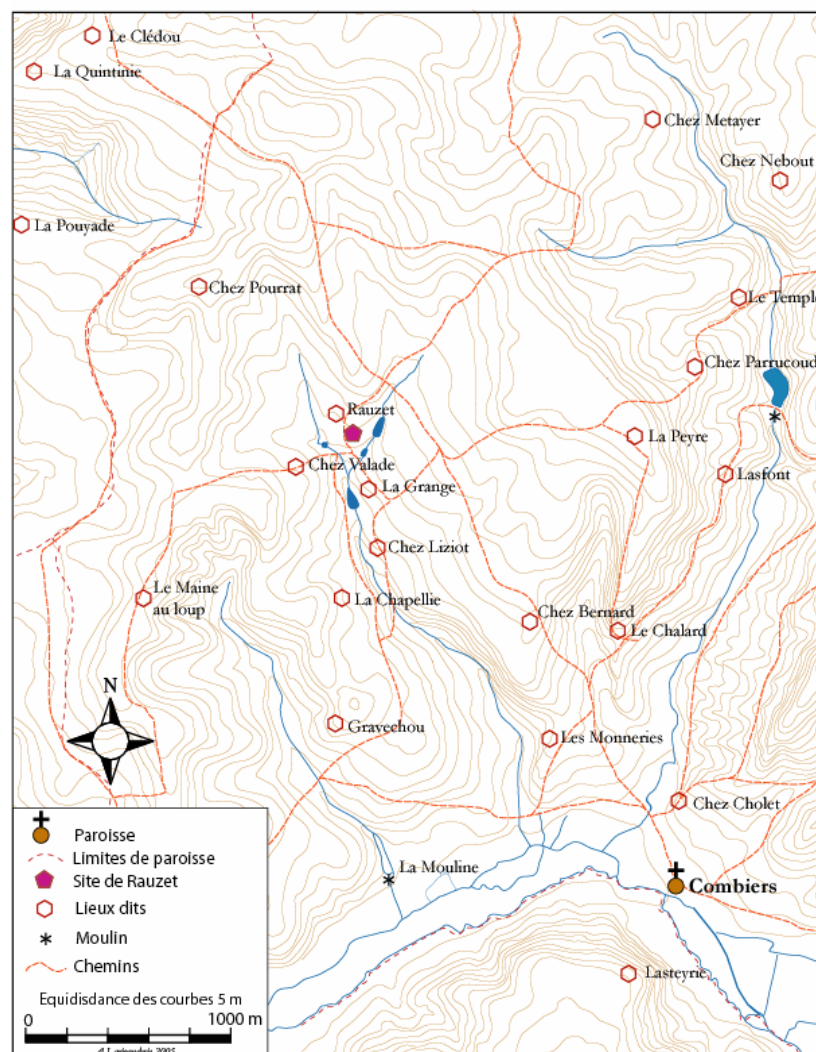 Le Clédou
La Quintinie
Chez Metayer
Chez Nebout
La Pouyade
Chez Pourrat
Le Temple
Chez Parrucoud
Rauzet
La Peyre
Chez Valade
Lasfont
La Grange
Chez Liziot
Le Maine
au loup
La Chapellie
Chez Bernard
Le Chalard
N
Gravechou
Les Monneries
Chez Cholet
La Mouline
Combiers
Lasteyrie
Paroisse
Limites de paroisse
Site de Rauzet
Lieux dits
Moulin
Chemins
Equidisdance des courbes 5 m
0 1000 m